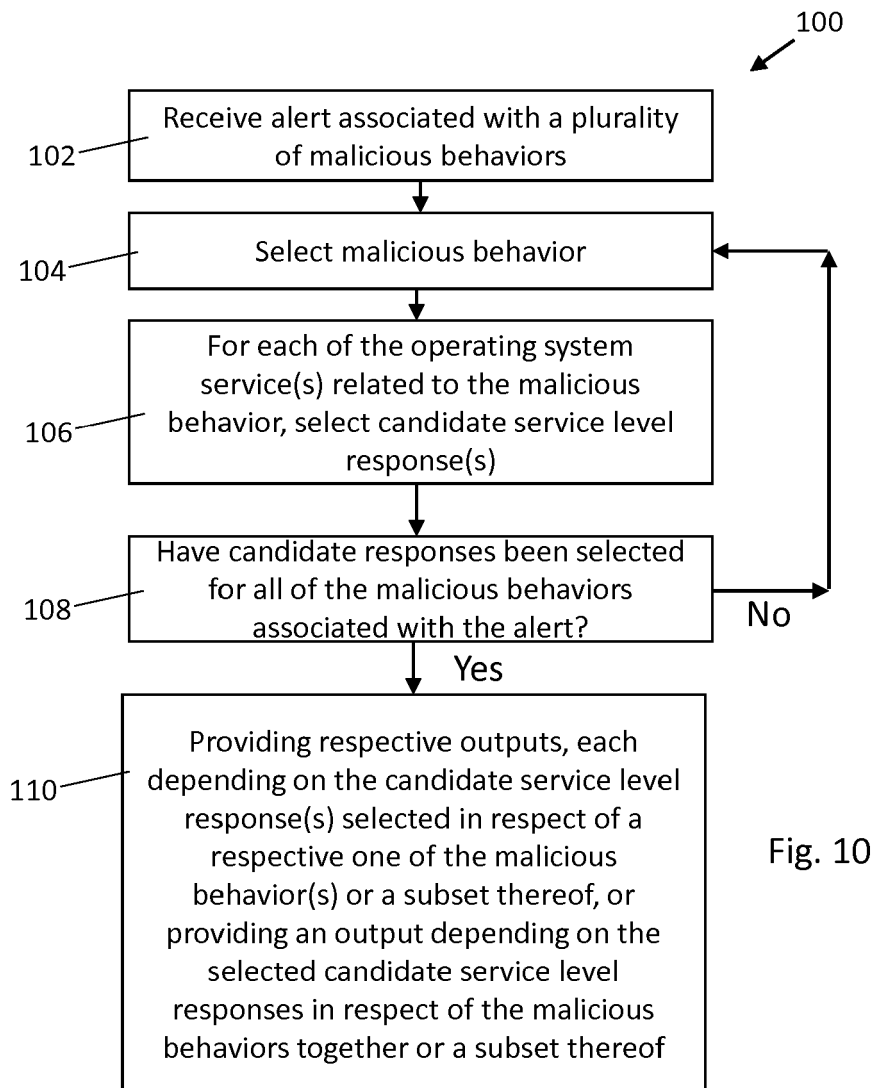 100
102
Receive alert associated with a plurality
of malicious behaviors
104
Select malicious behavior
106
For each of the operating system
service(s) related to the malicious
behavior, select candidate service level
response(s)
108
Have candidate responses been selected
for all of the malicious behaviors
associated with the alert?
No
Yes
110
Providing respective outputs, each
depending on the candidate service level
response(s) selected in respect of a
respective one of the malicious
behavior(s) or a subset thereof, or
providing an output depending on the
selected candidate service level
responses in respect of the malicious
behaviors together or a subset thereof
Fig. 10